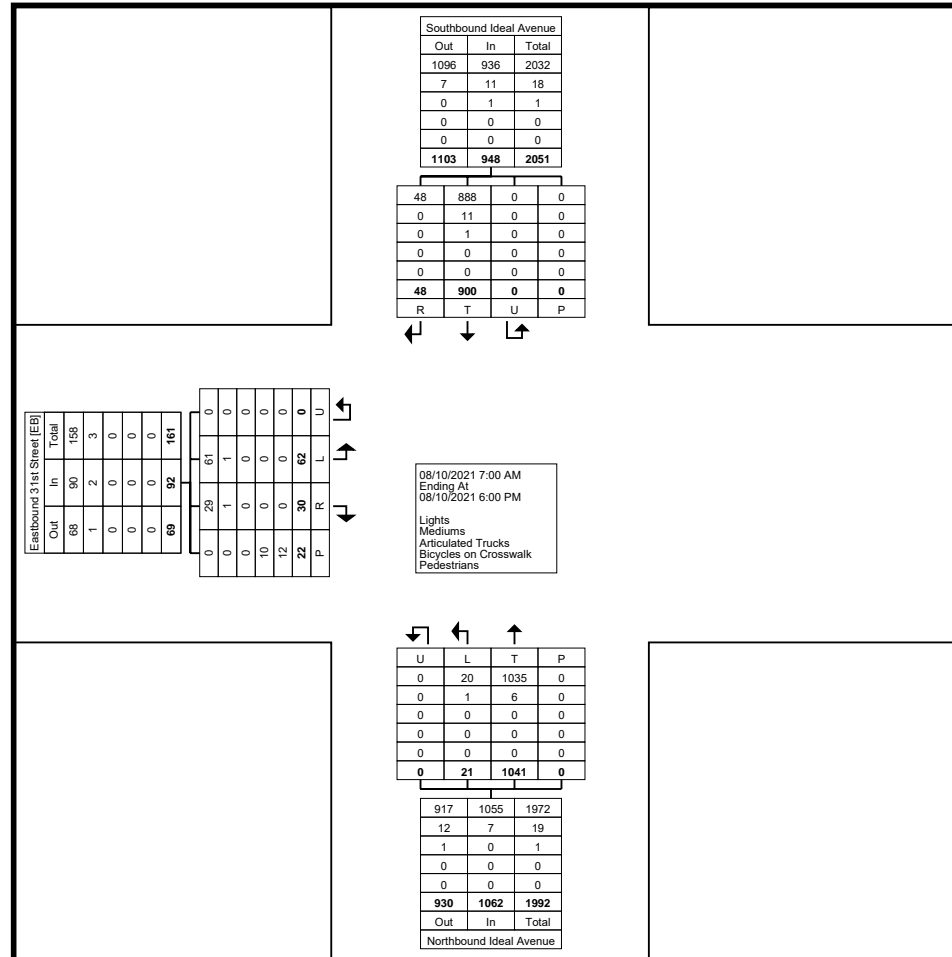 Southbound Ideal Avenue
Out In Total
1096 936 2032
7 11 18
0 1 1
0 0 0
0 0 0
1103 948 2051
48 888 0 0
0 11 0 0
0 1 0 0
0 0 0 0
0 0 0 0
48 900 0 0
R T U P
Eastbound 31st Street [EB]
Out In Total
68 90 158
1 2 3
0 0 0
0 0 0
0 0 0
69 92 161
0 29 61 0
0 1 1 0
0 0 0 0
10 0 0 0
12 0 0 0
22 30 62 0
P R L U
08/10/2021 7:00 AM
Ending At
08/10/2021 6:00 PM
Lights
Mediums
Articulated Trucks
Bicycles on Crosswalk
Pedestrians
U L T P
0 20 1035 0
0 1 6 0
0 0 0 0
0 0 0 0
0 0 0 0
0 21 1041 0
917 1055 1972
12 7 19
1 0 1
0 0 0
0 0 0
930 1062 1992
Out In Total
Northbound Ideal Avenue